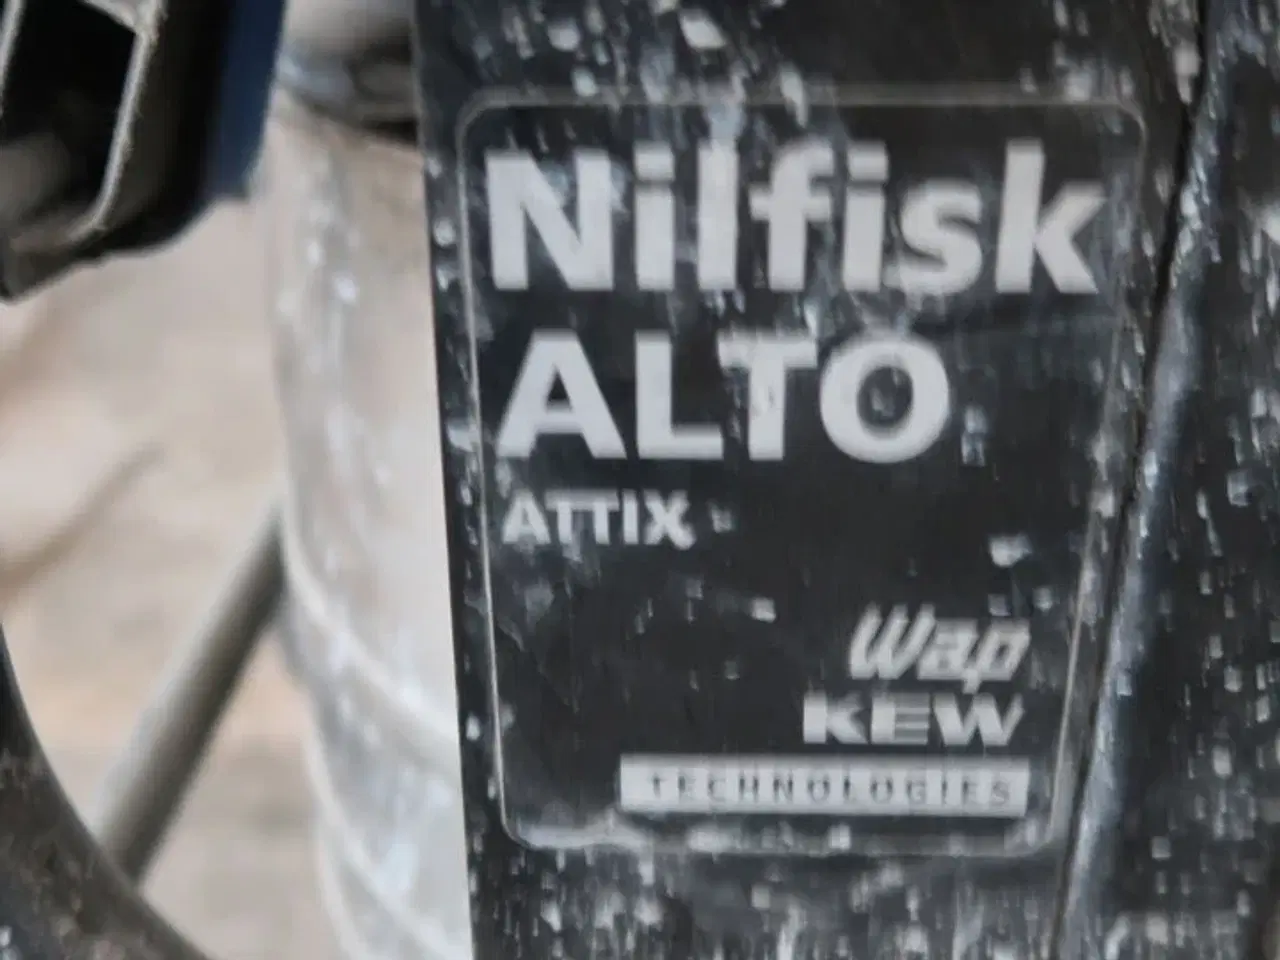 Nilfisk
ALTO
ATTIX
Wap
KEW
TECHNOLOGIES